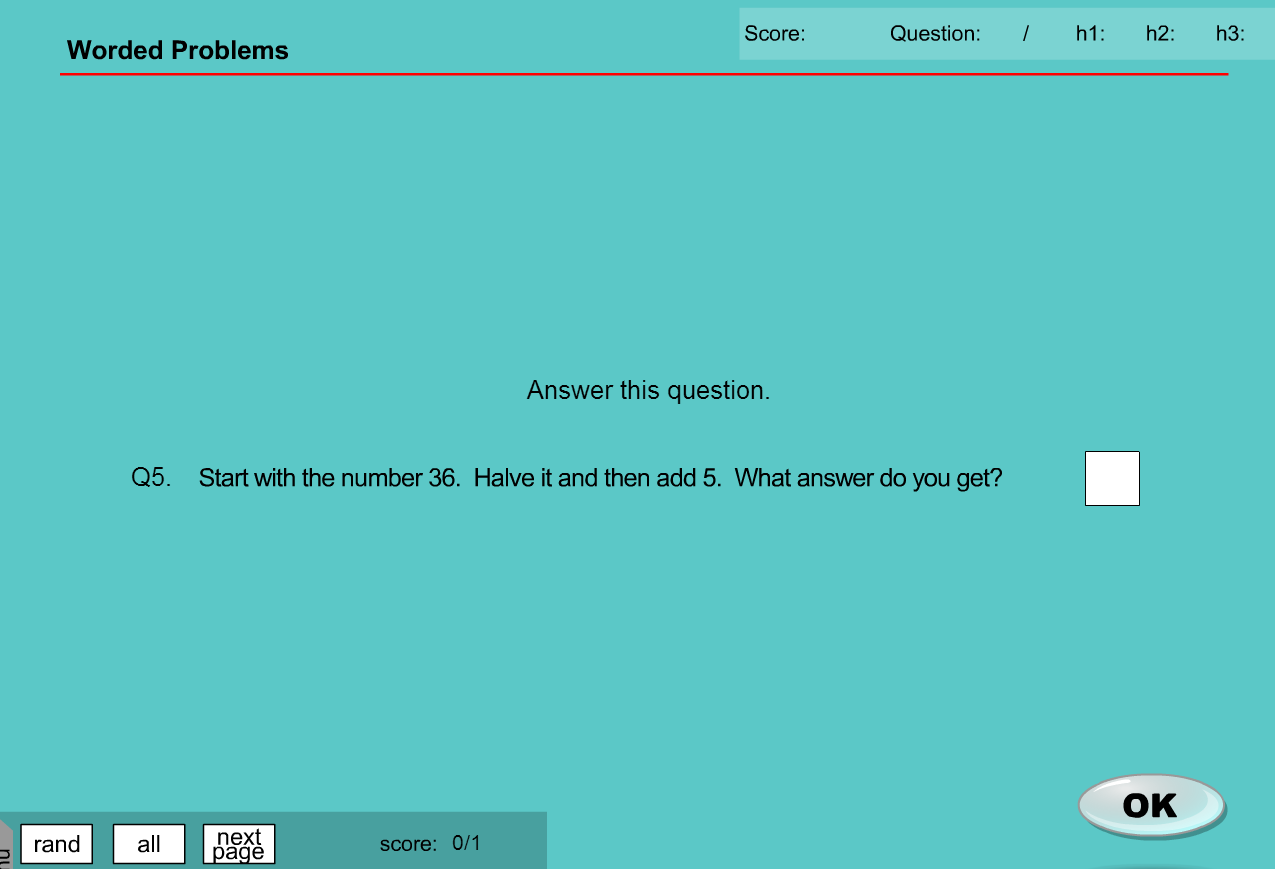 Worded Problems
Score: Question: / h1: h2: h3:
Answer this question.
Q5. Start with the number 36. Halve it and then add 5. What answer do you get?
OK
rand all next page score: 0/1